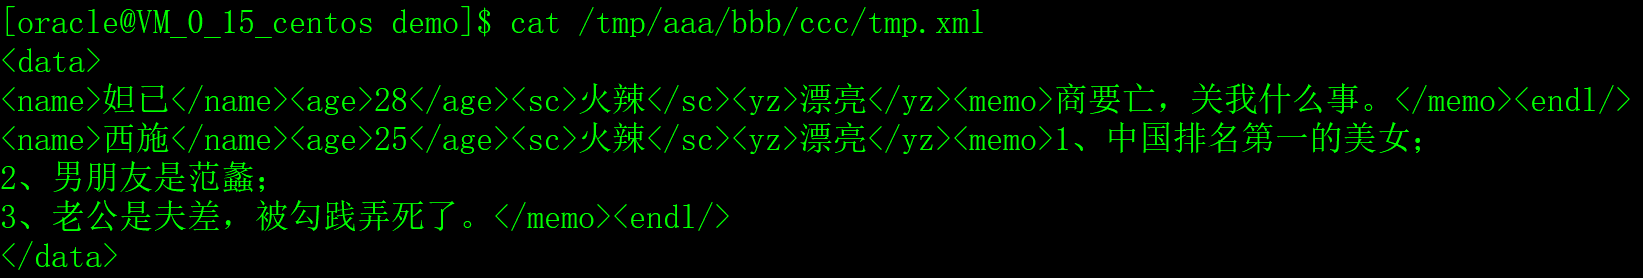 [oracle@VM_0_15_centos demo]$ cat /tmp/aaa/bbb/ccc/tmp.xml
<data>
<name>妲己</name><age>28</age><sc>火辣</sc><yz>漂亮</yz><memo>商要亡，关我什么事。</memo><endl/>
<name>西施</name><age>25</age><sc>火辣</sc><yz>漂亮</yz><memo>1、中国排名第一的美女；
2、男朋友是范蠡；
3、老公是夫差，被勾践弄死了。</memo><endl/>
</data>